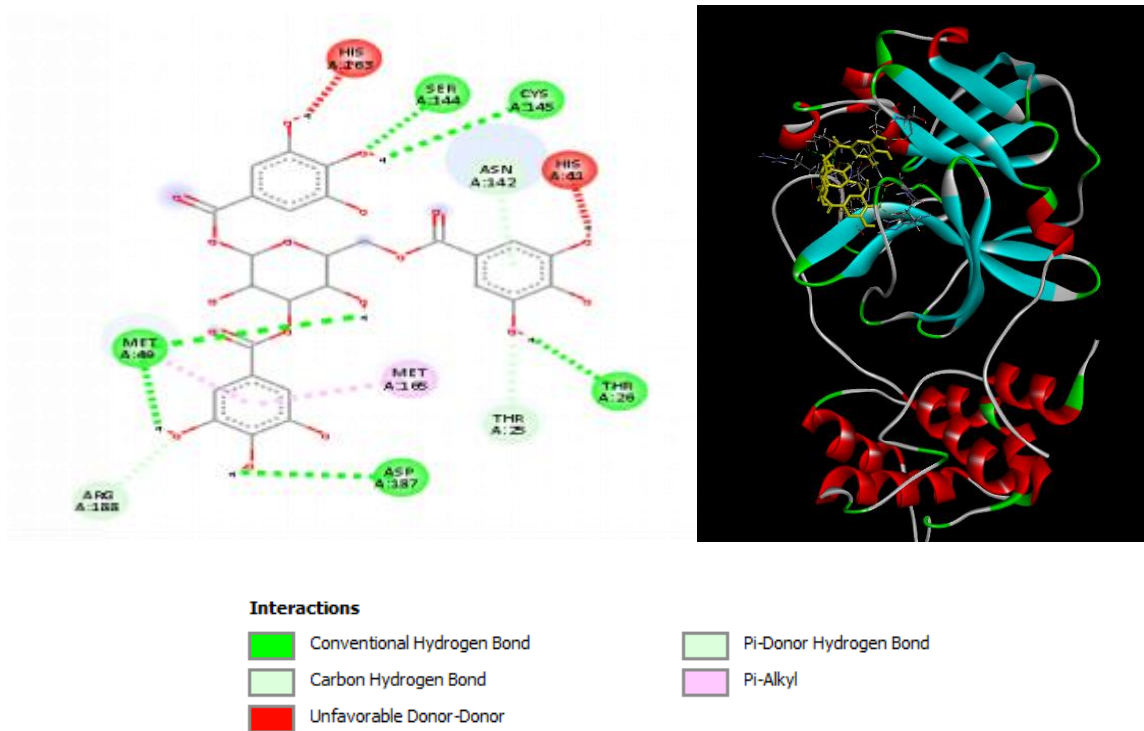 HIS
A:163
SER
A:144
CYS
A:145
ASN
A:142
HIS
A:41
MET
A:49
MET
A:165
THR
A:26
THR
A:25
ASP
A:187
ARG
A:188
Interactions
Conventional Hydrogen Bond
Carbon Hydrogen Bond
Unfavorable Donor-Donor
Pi-Donor Hydrogen Bond
Pi-Alkyl